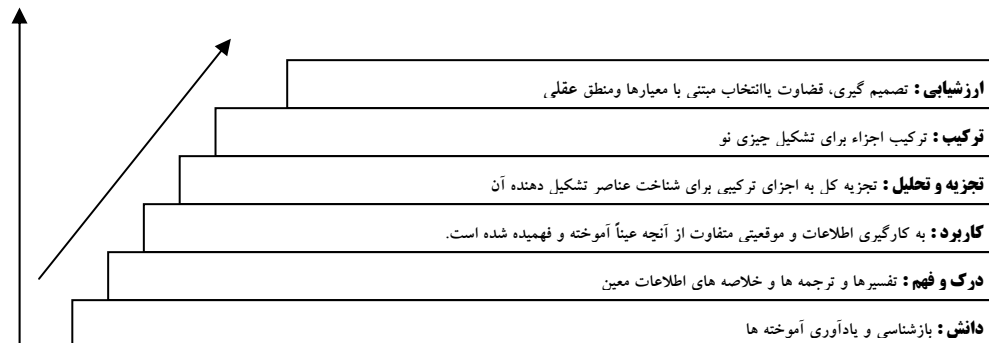 ارزشیابی : تصمیم گیری، قضاوت یاانتخاب مبتنی با معیارها ومنطق عقلی
ترکیب : ترکیب اجزاء برای تشکیل چیزی نو
تجزیه و تحلیل : تجزیه کل به اجزای ترکیبی برای شناخت عناصر تشکیل دهنده آن
کاربرد : به کارگیری اطلاعات و موقعیتی متفاوت از آنچه عیناً آموخته و فهمیده شده است.
درک و فهم : تفسیرها و ترجمه ها و خلاصه های اطلاعات معین
دانش : بازشناسی و یادآوری آموخته ها